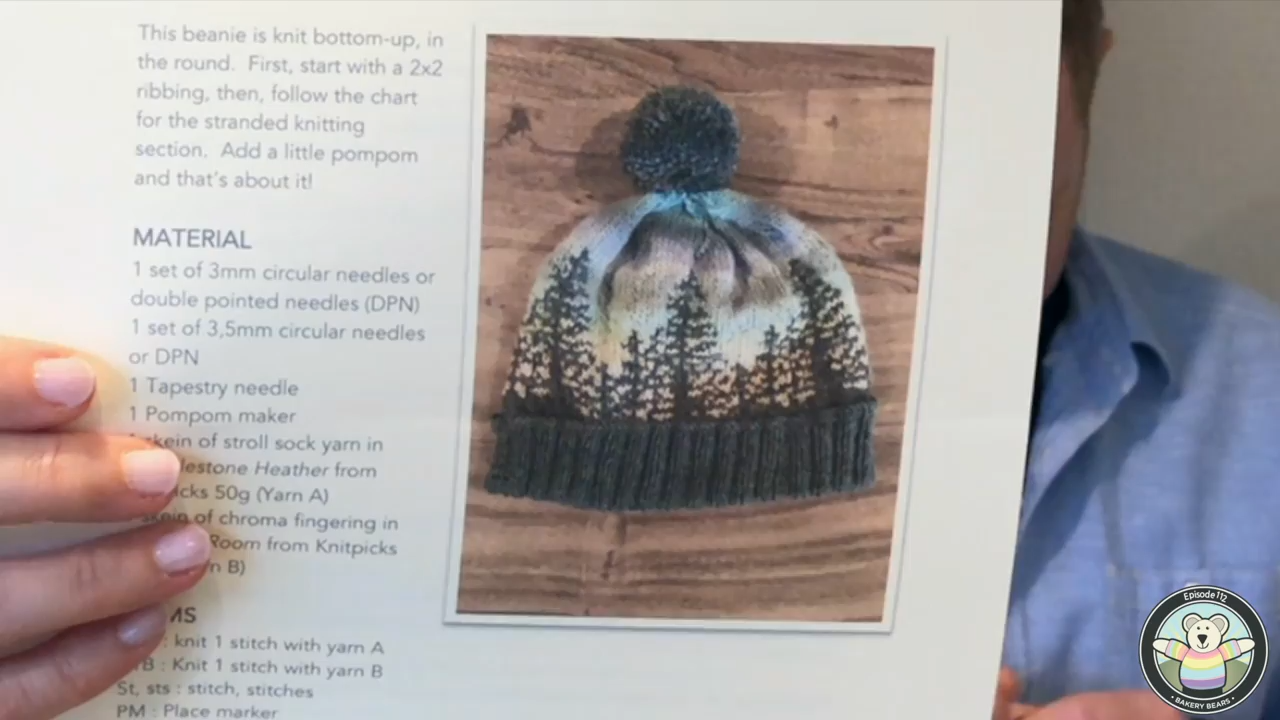 This beanie is knit bottom-up, in
the round. First, start with a 2x2
ribbing, then, follow the chart
for the stranded knitting
section. Add a little pompom
and that's about it!
MATERIAL
1 set of 3mm circular needles or
double pointed needles (DPN)
1 set of 3,5mm circular needles
or DPN
1 Tapestry needle
1 Pompom maker
skein of stroll sock yarn in
lestone Heather from
icks 50g (Yarn A)
skein of chroma fingering in
Room from Knitpicks
n B)
MS
: knit 1 stitch with yarn A
B : Knit 1 stitch with yarn B
St, sts : stitch, stitches
PM : Place marker
Episode 112
• BAKERY BEARS •